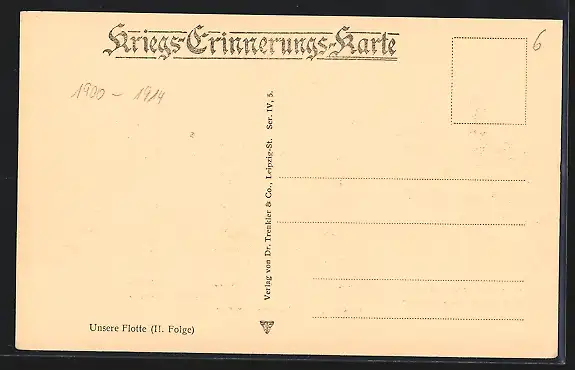 Kriegs-Erinnerungs-Karte
6
1900 - 1914
Verlag von Dr. Trenkler & Co., Leipzig-St. Ser. IV, 5.
Unsere Flotte (II. Folge)